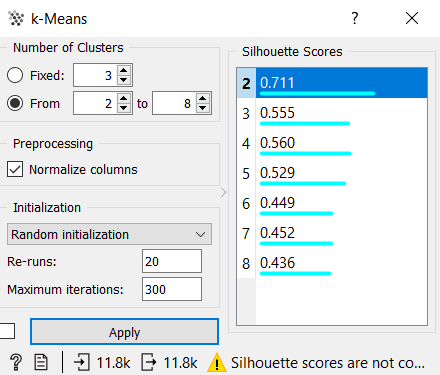 k-Means
? ×
Number of Clusters
Fixed: 3
From 2 to 8
Preprocessing
Normalize columns
Initialization
Random initialization
Re-runs: 20
Maximum iterations: 300
Apply
Silhouette Scores
2 0.711
3 0.555
4 0.560
5 0.529
6 0.449
7 0.452
8 0.436
? 11.8k 11.8k Silhouette scores are not co...